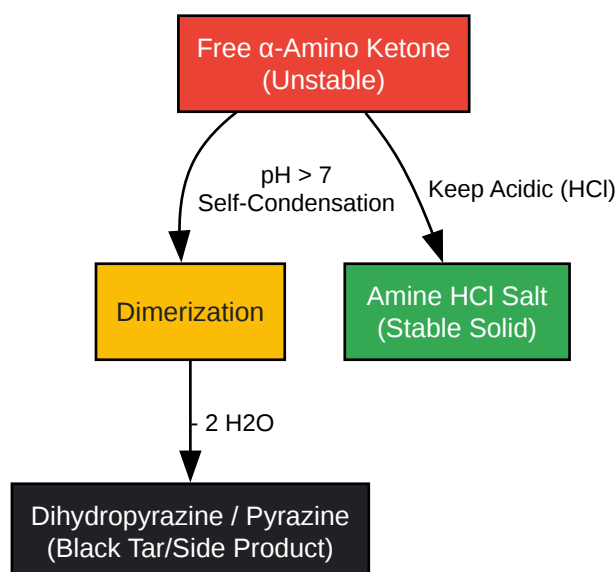 Free α-Amino Ketone
(Unstable)
pH > 7
Self-Condensation
Keep Acidic (HCl)
Dimerization
Amine HCl Salt
(Stable Solid)
- 2 H2O
Dihydropyrazine / Pyrazine
(Black Tar/Side Product)